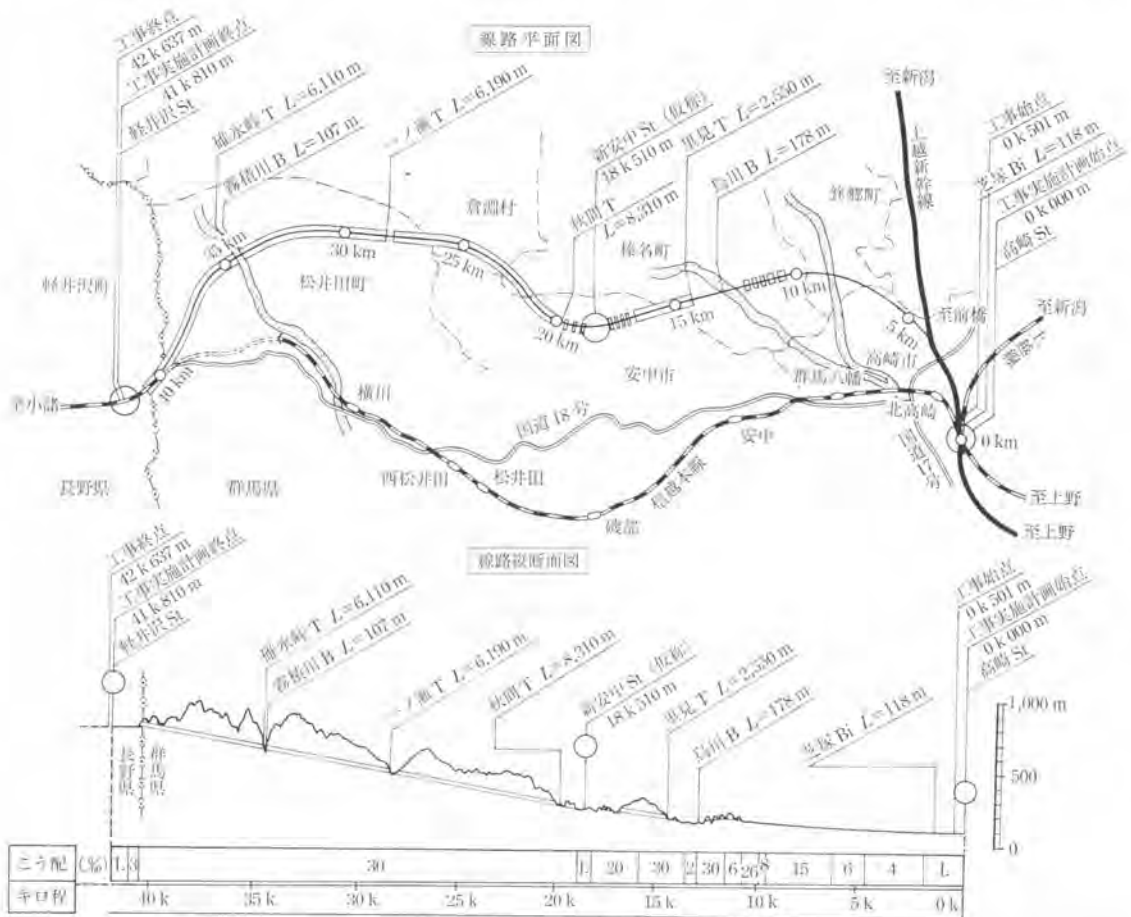 線路平面図
工事終点
42 k 637 m
工事実施計画終点
41 k 810 m
軽井沢 St
碓氷峠 T L=6,110 m
霧積川 B L=107 m
一ノ瀬 T L=6,190 m
新安中 St (仮称)
18 k 510 m
秋間 T
L=8,310 m
里見 T L=2,550 m
烏川 B L=178 m
至新潟
上越新幹線
工事始点
0 k 501 m
芝塚 Bi L=118 m
工事実施計画始点
0 k 000 m
高崎 St
倉淵村
榛名町
箕郷町
軽井沢町
松井田町
35 km
30 km
25 km
20 km
15 km
10 km
5 km
至前橋
至新潟
上越線
高崎市
群馬八幡
北高崎
安中市
40 km
至小諸
横川
国道 18号
安中
0 km
国道17号
長野県
群馬県
西松井田
松井田
信越本線
磯部
至上野
至上野
線路縦断面図
工事終点
42 k 637 m
工事実施計画終点
41 k 810 m
軽井沢 St
碓氷峠 T L=6,110 m
霧積川 B L=107 m
一ノ瀬 T L=6,190 m
秋間 T L=8,310 m
新安中 St (仮称)
18 k 510 m
里見 T L=2,550 m
烏川 B L=178 m
芝塚 Bi L=118 m
工事始点
0 k 501 m
工事実施計画始点
0 k 000 m
高崎 St
長野県
群馬県
1,000 m
500
0
こう配 (‰) L 3 30 L 20 30 2 30 6 26 8 15 6 4 L
キロ程 40 k 35 k 30 k 25 k 20 k 15 k 10 k 5 k 0 k